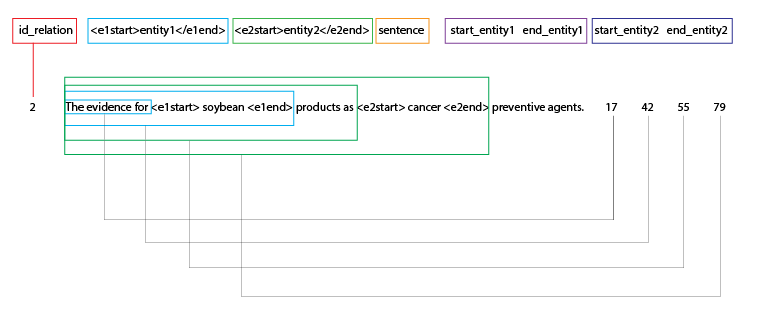 id_relation <e1start>entity1</e1end> <e2start>entity2</e2end> sentence start_entity1 end_entity1 start_entity2 end_entity2
2 The evidence for <e1start> soybean <e1end> products as <e2start> cancer <e2end> preventive agents. 17 42 55 79